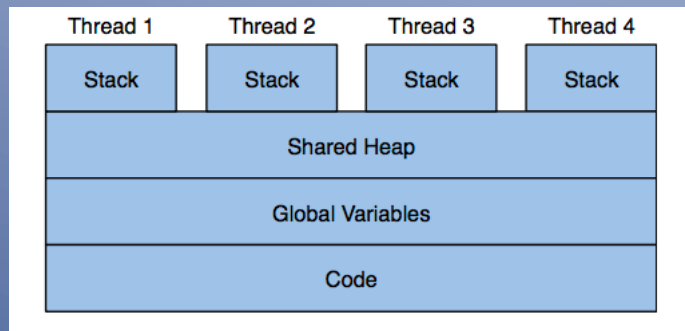 Thread 1 Thread 2 Thread 3 Thread 4
Stack Stack Stack Stack
Shared Heap
Global Variables
Code